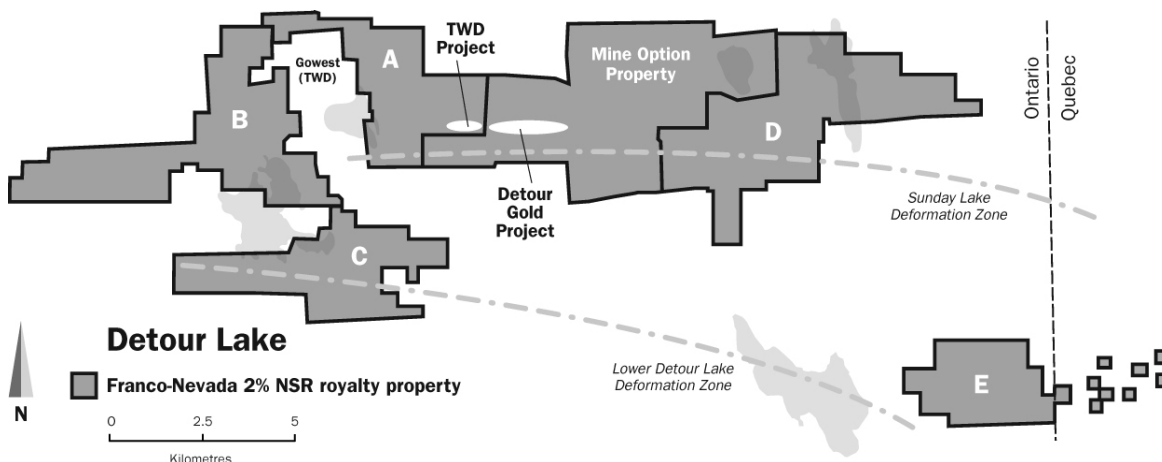 TWD
Project
A
Gowest
(TWD)
Mine Option
Property
B
D
Ontario
Quebec
Detour
Gold
Project
Sunday Lake
Deformation Zone
C
Detour Lake
Franco-Nevada 2% NSR royalty property
Lower Detour Lake
Deformation Zone
E
N
0 2.5 5
Kilometres